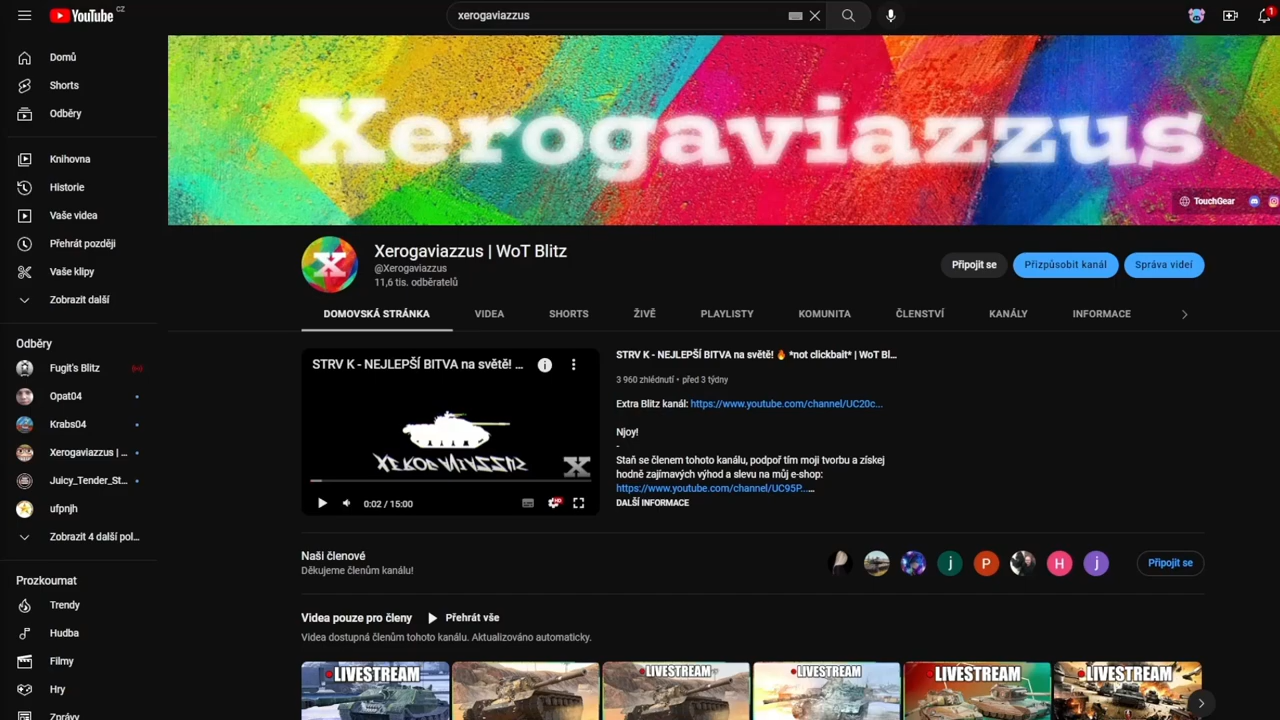 YouTube CZ
xerogaviazzus
1
Domů
Shorts
Odběry
Knihovna
Historie
Vaše videa
Přehrát později
Vaše klipy
Zobrazit další
Odběry
Fugit's Blitz
Opat04
Krabs04
Xerogaviazzus | ...
Juicy_Tender_St...
ufpnjh
Zobrazit 4 další pol...
Prozkoumat
Trendy
Hudba
Filmy
Hry
Zprávy
Xerogaviazzus
TouchGear
X
Xerogaviazzus | WoT Blitz
@Xerogaviazzus
11,6 tis. odběratelů
Připojit se
Přizpůsobit kanál
Správa videí
DOMOVSKÁ STRÁNKA
VIDEA
SHORTS
ŽIVĚ
PLAYLISTY
KOMUNITA
ČLENSTVÍ
KANÁLY
INFORMACE
STRV K - NEJLEPŠÍ BITVA na světě! ...
XEROGAVIAZZUS
X
0:02 / 15:00
HD
STRV K - NEJLEPŠÍ BITVA na světě! 🔥 *not clickbait* | WoT Bl...
3 960 zhlédnutí • před 3 týdny
Extra Blitz kanál: https://www.youtube.com/channel/UC20c...
Njoy!
-
Staň se členem tohoto kanálu, podpoř tím moji tvorbu a získej
hodně zajímavých výhod a slevu na můj e-shop:
https://www.youtube.com/channel/UC95P...
...
DALŠÍ INFORMACE
Naši členové
Děkujeme členům kanálu!
j
P
H
j
Připojit se
Videa pouze pro členy
Přehrát vše
Videa dostupná členům tohoto kanálu. Aktualizováno automaticky.
LIVESTREAM
LIVESTREAM
LIVESTREAM
LIVESTREAM
LIVESTREAM